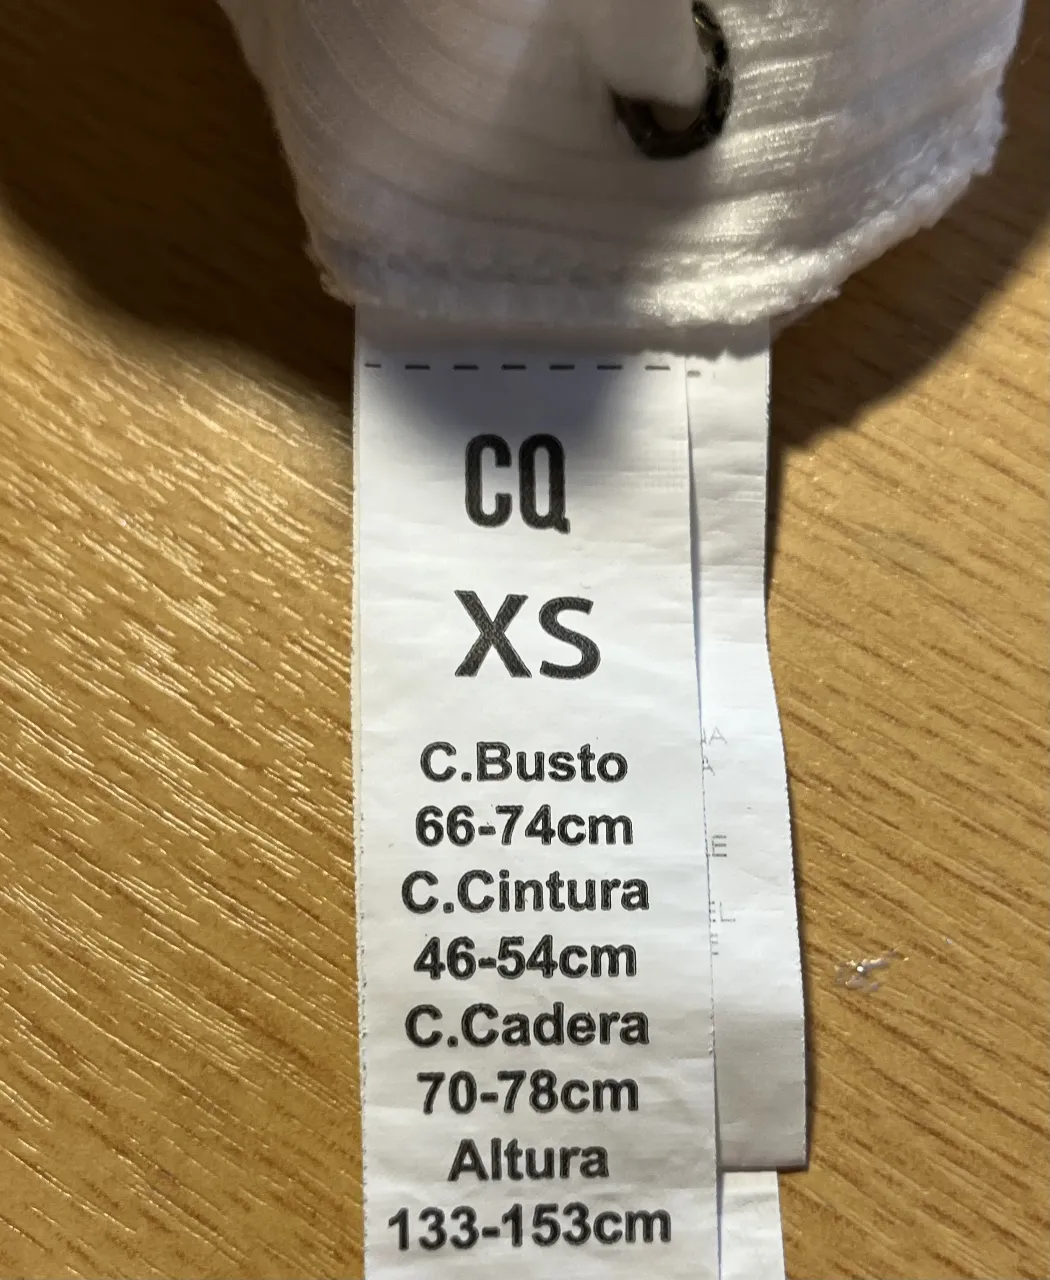 CQ
XS
C.Busto
66-74cm
C.Cintura
46-54cm
C.Cadera
70-78cm
Altura
133-153cm